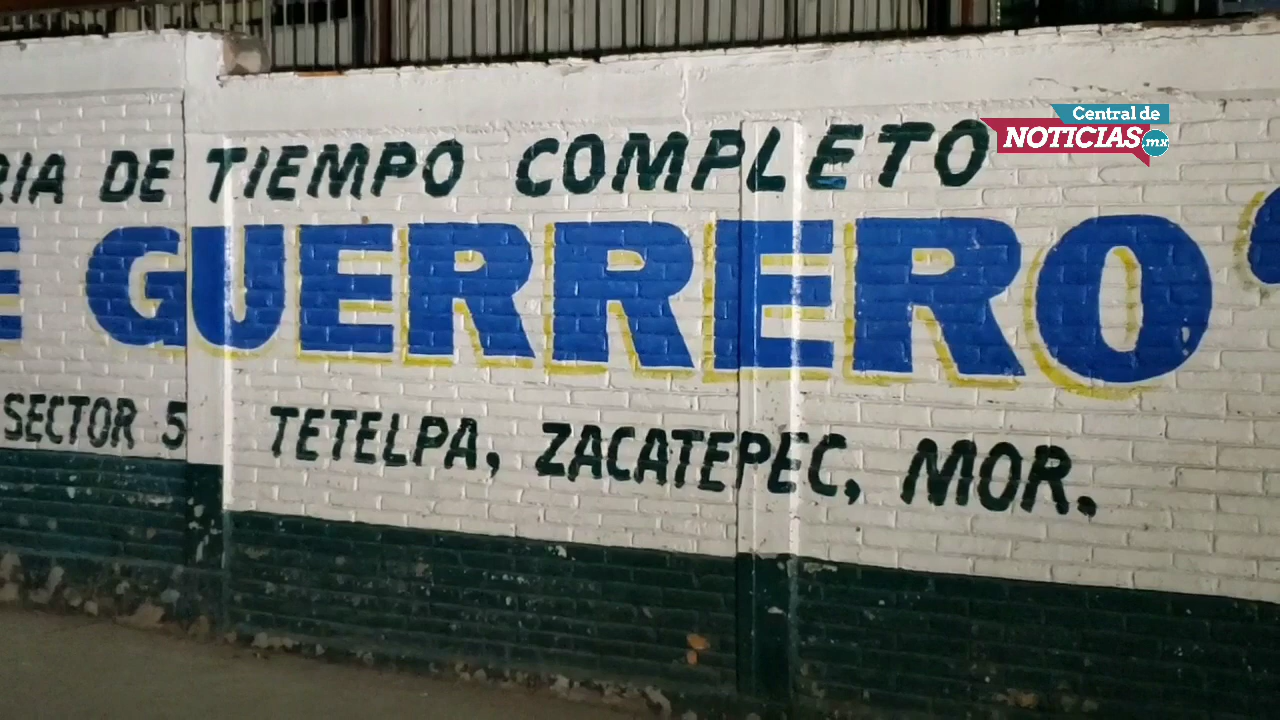 RIA DE TIEMPO COMPLETO
E GUERRERO"
SECTOR 5 TETELPA, ZACATEPEC, MOR.
Central de
NOTICIAS.mx